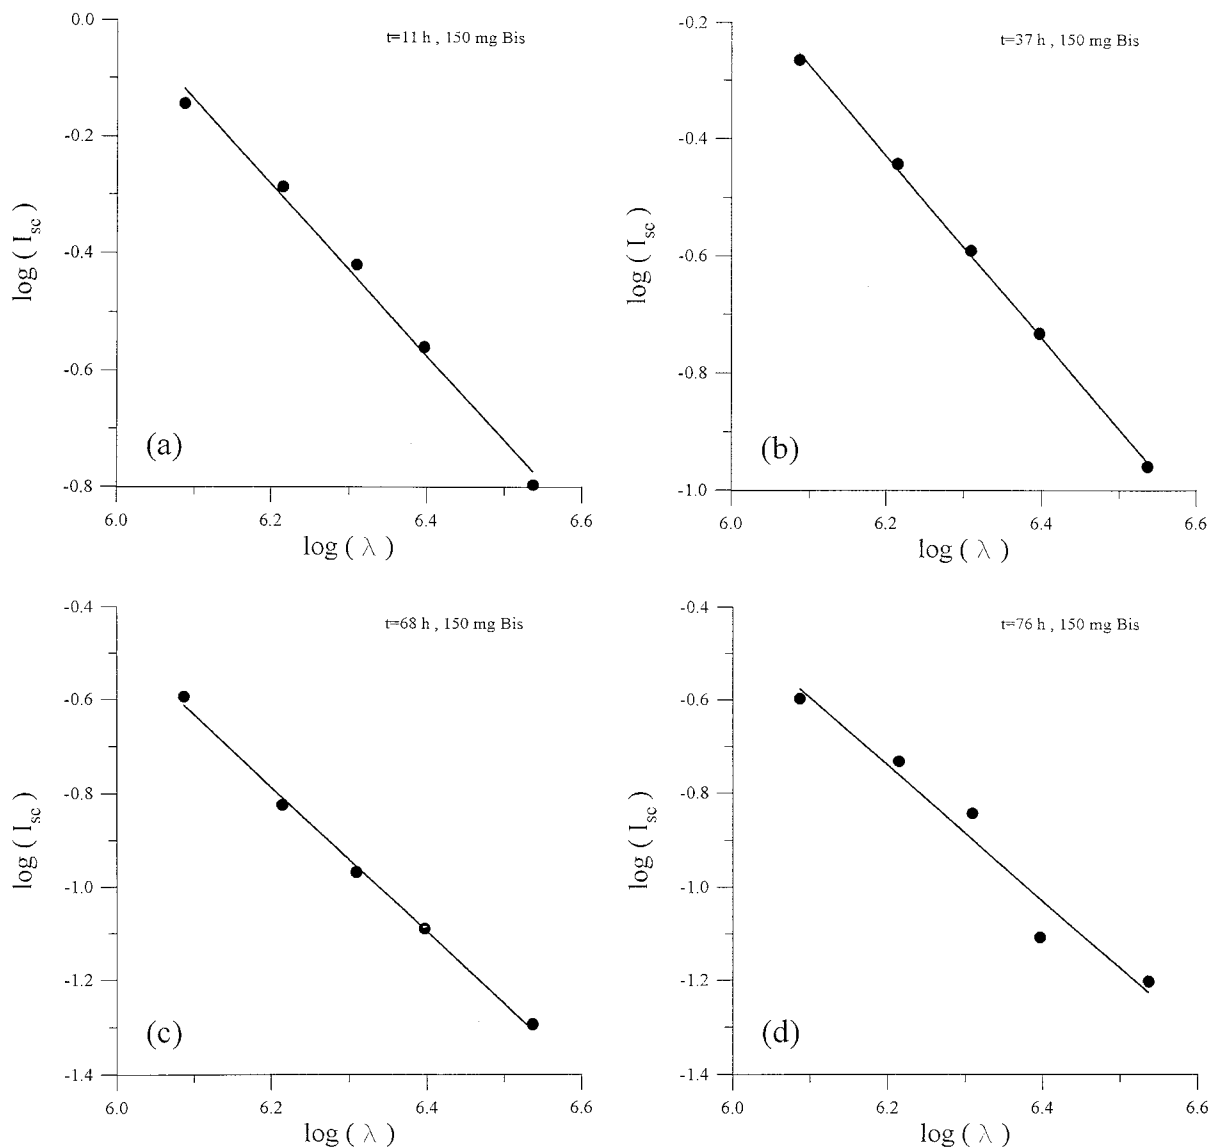 t=11 h , 150 mg Bis
0.0
-0.2
-0.4
-0.6
-0.8
log ( I_sc )
(a)
6.0 6.2 6.4 6.6
log ( λ )
t=37 h , 150 mg Bis
-0.2
-0.4
-0.6
-0.8
-1.0
log ( I_sc )
(b)
6.0 6.2 6.4 6.6
log ( λ )
t=68 h , 150 mg Bis
-0.4
-0.6
-0.8
-1.0
-1.2
-1.4
log ( I_sc )
(c)
6.0 6.2 6.4 6.6
log ( λ )
t=76 h , 150 mg Bis
-0.4
-0.6
-0.8
-1.0
-1.2
-1.4
log ( I_sc )
(d)
6.0 6.2 6.4 6.6
log ( λ )